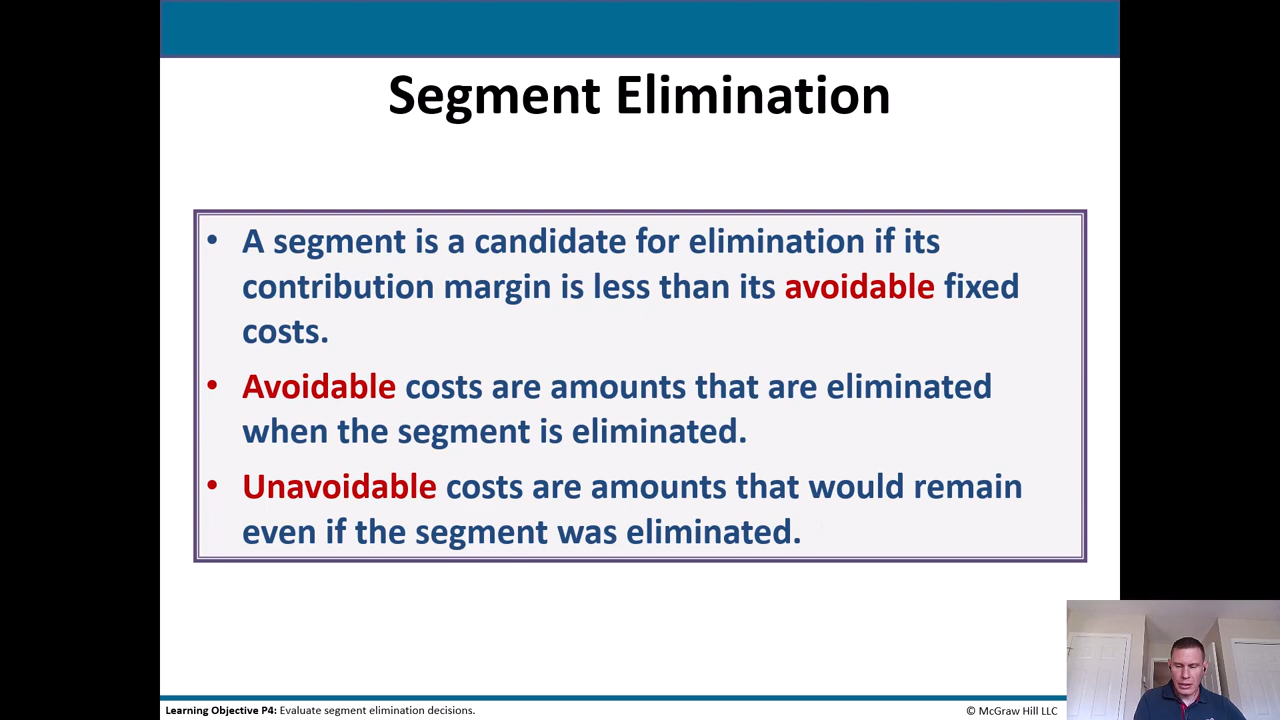 Segment Elimination
• A segment is a candidate for elimination if its
contribution margin is less than its avoidable fixed
costs.
• Avoidable costs are amounts that are eliminated
when the segment is eliminated.
• Unavoidable costs are amounts that would remain
even if the segment was eliminated.
Learning Objective P4: Evaluate segment elimination decisions.
© McGraw Hill LLC